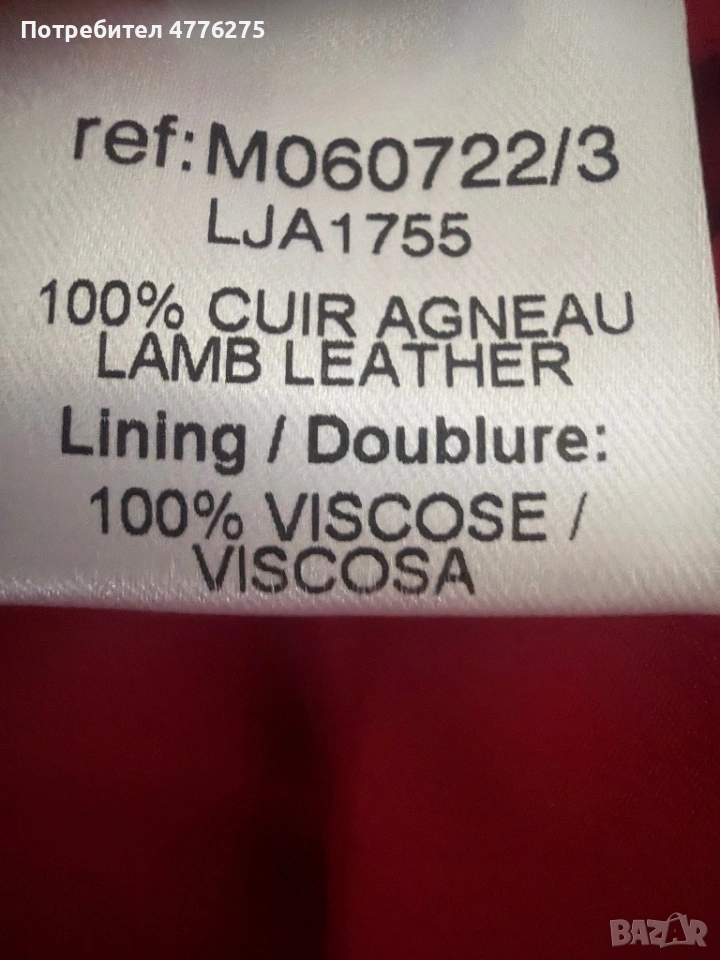 Потребител 4776275
ref:M060722/3
LJA1755
100% CUIR AGNEAU
LAMB LEATHER
Lining / Doublure:
100% VISCOSE /
VISCOSA
BAZAR